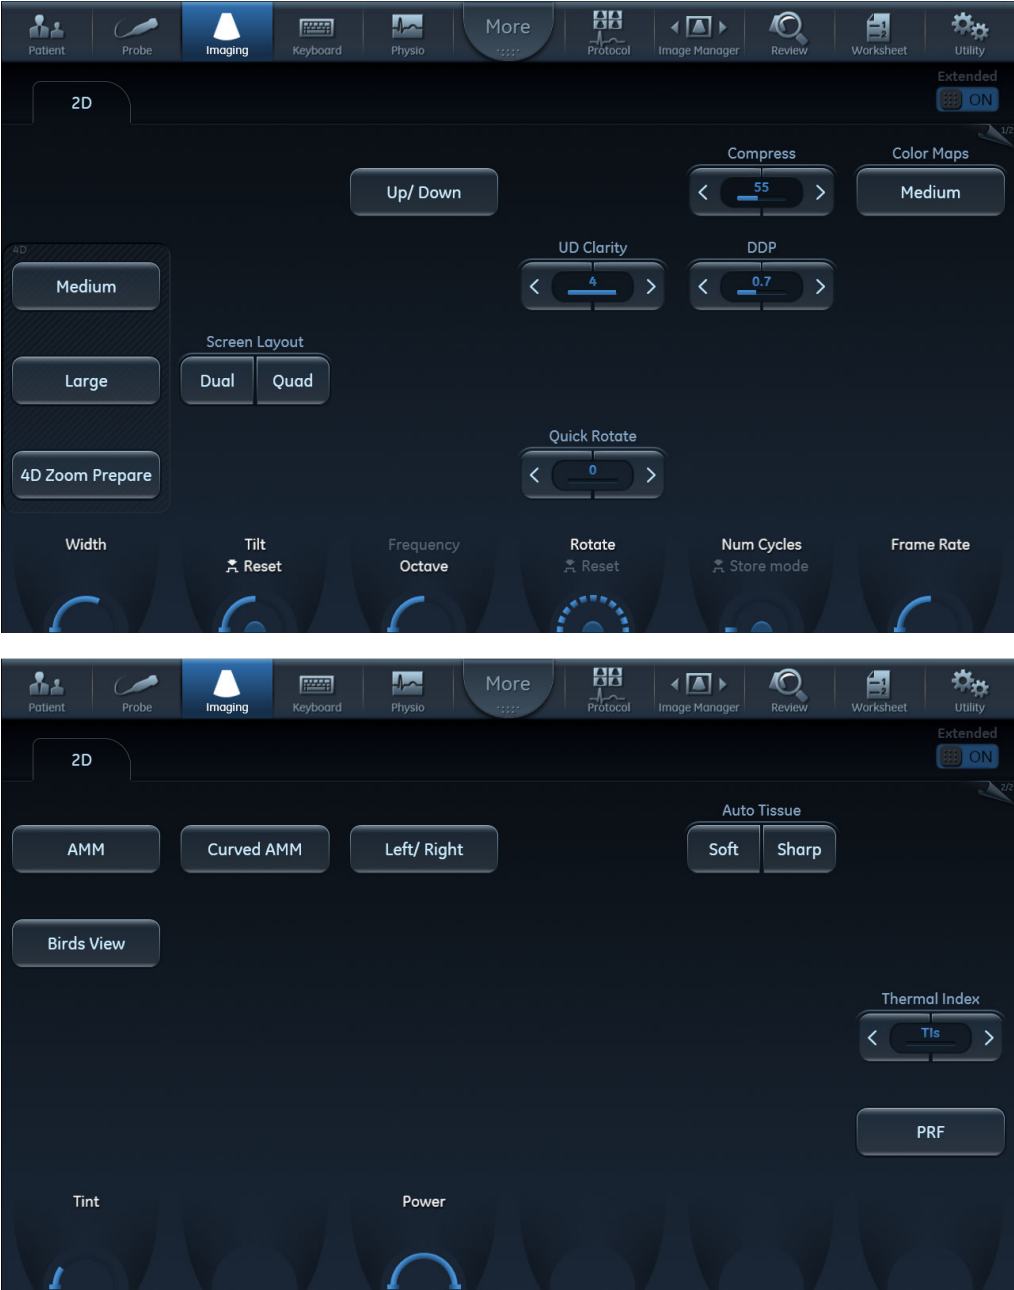 Patient Probe Imaging Keyboard Physio More Protocol Image Manager Review Worksheet Utility
Extended
2D ON
1/2
Compress Color Maps
Up/ Down 55 Medium
4D UD Clarity DDP
Medium 4 0.7
Screen Layout
Large Dual Quad
Quick Rotate
4D Zoom Prepare 0
Width Tilt Frequency Rotate Num Cycles Frame Rate
Reset Octave Reset Store mode
Patient Probe Imaging Keyboard Physio More Protocol Image Manager Review Worksheet Utility
Extended
2D ON
2/2
Auto Tissue
AMM Curved AMM Left/ Right Soft Sharp
Birds View
Thermal Index
TIs
PRF
Tint Power